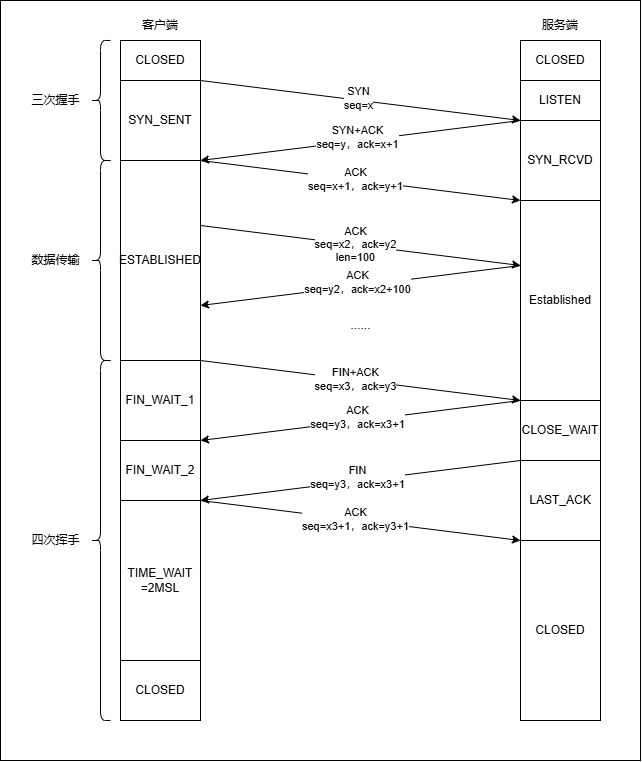 客户端
服务端
CLOSED
CLOSED
三次握手
SYN
seq=x
LISTEN
SYN_SENT
SYN+ACK
seq=y，ack=x+1
SYN_RCVD
ACK
seq=x+1，ack=y+1
数据传输
ESTABLISHED
ACK
seq=x2，ack=y2
len=100
ACK
seq=y2，ack=x2+100
Established
......
FIN+ACK
seq=x3，ack=y3
FIN_WAIT_1
ACK
seq=y3，ack=x3+1
CLOSE_WAIT
FIN_WAIT_2
FIN
seq=y3，ack=x3+1
LAST_ACK
四次挥手
ACK
seq=x3+1，ack=y3+1
TIME_WAIT
=2MSL
CLOSED
CLOSED